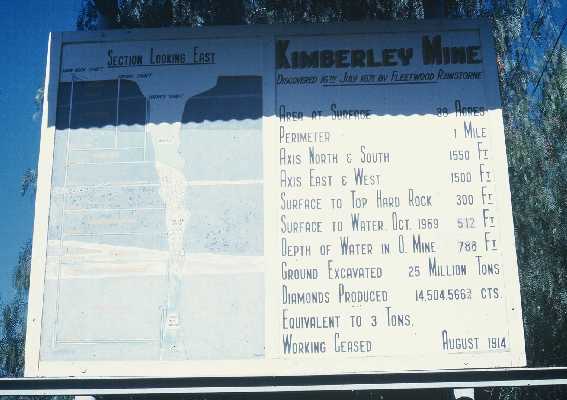 Section Looking East
Kimberley Mine
Discovered 16th July 1871 by Fleetwood Rawstorne
Area at Surface 38 Acres
Perimeter 1 Mile
Axis North & South 1550 Ft
Axis East & West 1500 Ft
Surface to Top Hard Rock 300 Ft
Surface to Water. Oct. 1969 512 Ft
Depth of Water in O. Mine 788 Ft
Ground Excavated 25 Million Tons
Diamonds Produced 14,504,566 cts.
Equivalent to 3 Tons.
Working Ceased August 1914